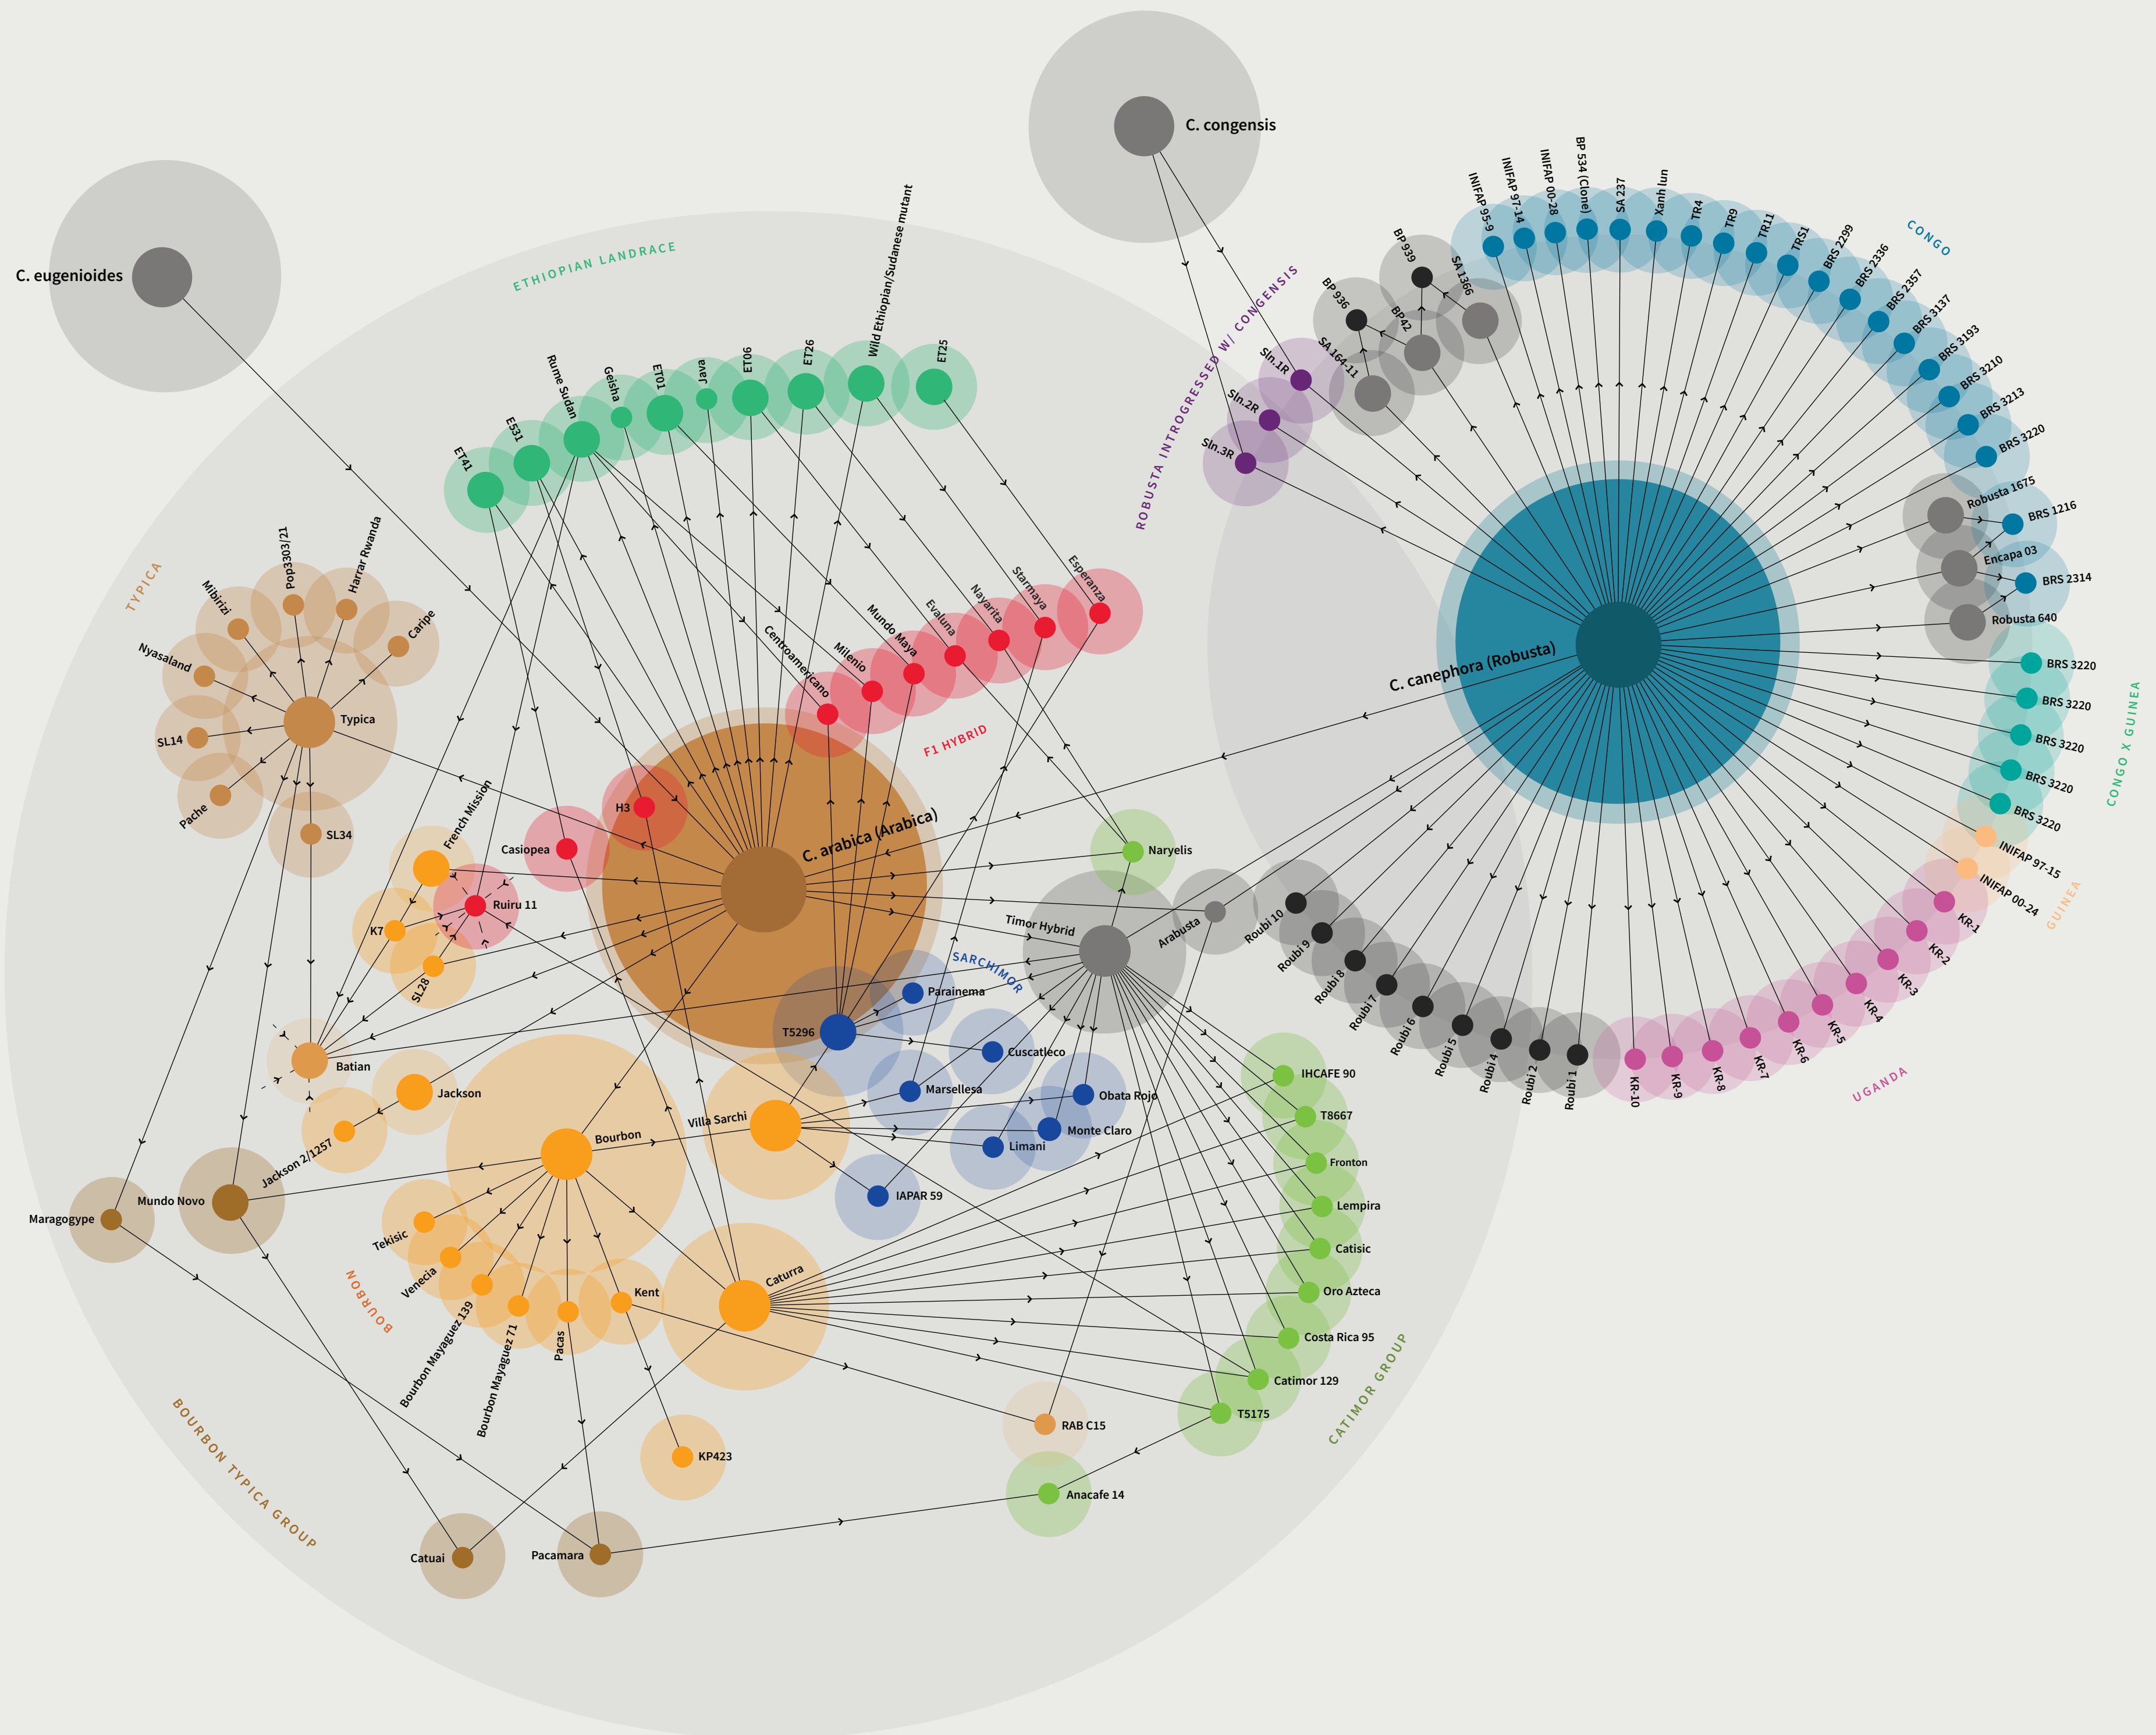 C. eugenioides
C. congensis
ETHIOPIAN LANDRACE
ET41
E531
Rume Sudan
Geisha
ET01
Java
ET06
ET26
Wild Ethiopian/Sudanese mutant
ET25
ROBUSTA INTROGRESSED W/ CONGENSIS
Sln.1R
Sln.2R
Sln.3R
BP 936
SA 164-11
BP42
BP 939
SA 1366
CONGO
INIFAP 95-9
INIFAP 97-14
INIFAP 00-28
BP 534 (Clone)
SA 237
Xanh lun
TR4
TR9
TR11
TRS1
BRS 2299
BRS 2336
BRS 2357
BRS 3137
BRS 3193
BRS 3210
BRS 3213
BRS 3220
Robusta 1675
BRS 1216
Encapa 03
BRS 2314
Robusta 640
CONGO X GUINEA
BRS 3220
BRS 3220
BRS 3220
BRS 3220
BRS 3220
GUINEA
INIFAP 97-15
INIFAP 00-24
UGANDA
KR-1
KR-2
KR-3
KR-4
KR-5
KR-6
KR-7
KR-8
KR-9
KR-10
Roubi 1
Roubi 2
Roubi 4
Roubi 5
Roubi 6
Roubi 7
Roubi 8
Roubi 9
Roubi 10
C. canephora (Robusta)
TYPICA
Typica
Nyasaland
Mibirizi
Pop3303/21
Harrar Rwanda
Caripe
SL14
Pache
SL34
F1 HYBRID
Centroamericano
Milenio
Mundo Maya
Evaluna
Nayarita
Starmaya
Esperanza
H3
Casiopea
Ruiru 11
C. arabica (Arabica)
French Mission
K7
SL28
Batian
Jackson
Jackson 2/1257
Naryelis
Timor Hybrid
Arabusta
SARCHIMOR
T5296
Parainema
Cuscatleco
Marsellesa
Obata Rojo
Monte Claro
Limani
IAPAR 59
Villa Sarchi
Bourbon
Mundo Novo
Maragogype
BOURBON
Tekisic
Venecia
Bourbon Mayaguez 139
Bourbon Mayaguez 71
Pacas
Kent
Caturra
KP423
CATIMOR GROUP
IHCAFE 90
T8667
Fronton
Lempira
Catisic
Oro Azteca
Costa Rica 95
Catimor 129
T5175
RAB C15
Anacafe 14
BOURBON TYPICA GROUP
Catuai
Pacamara